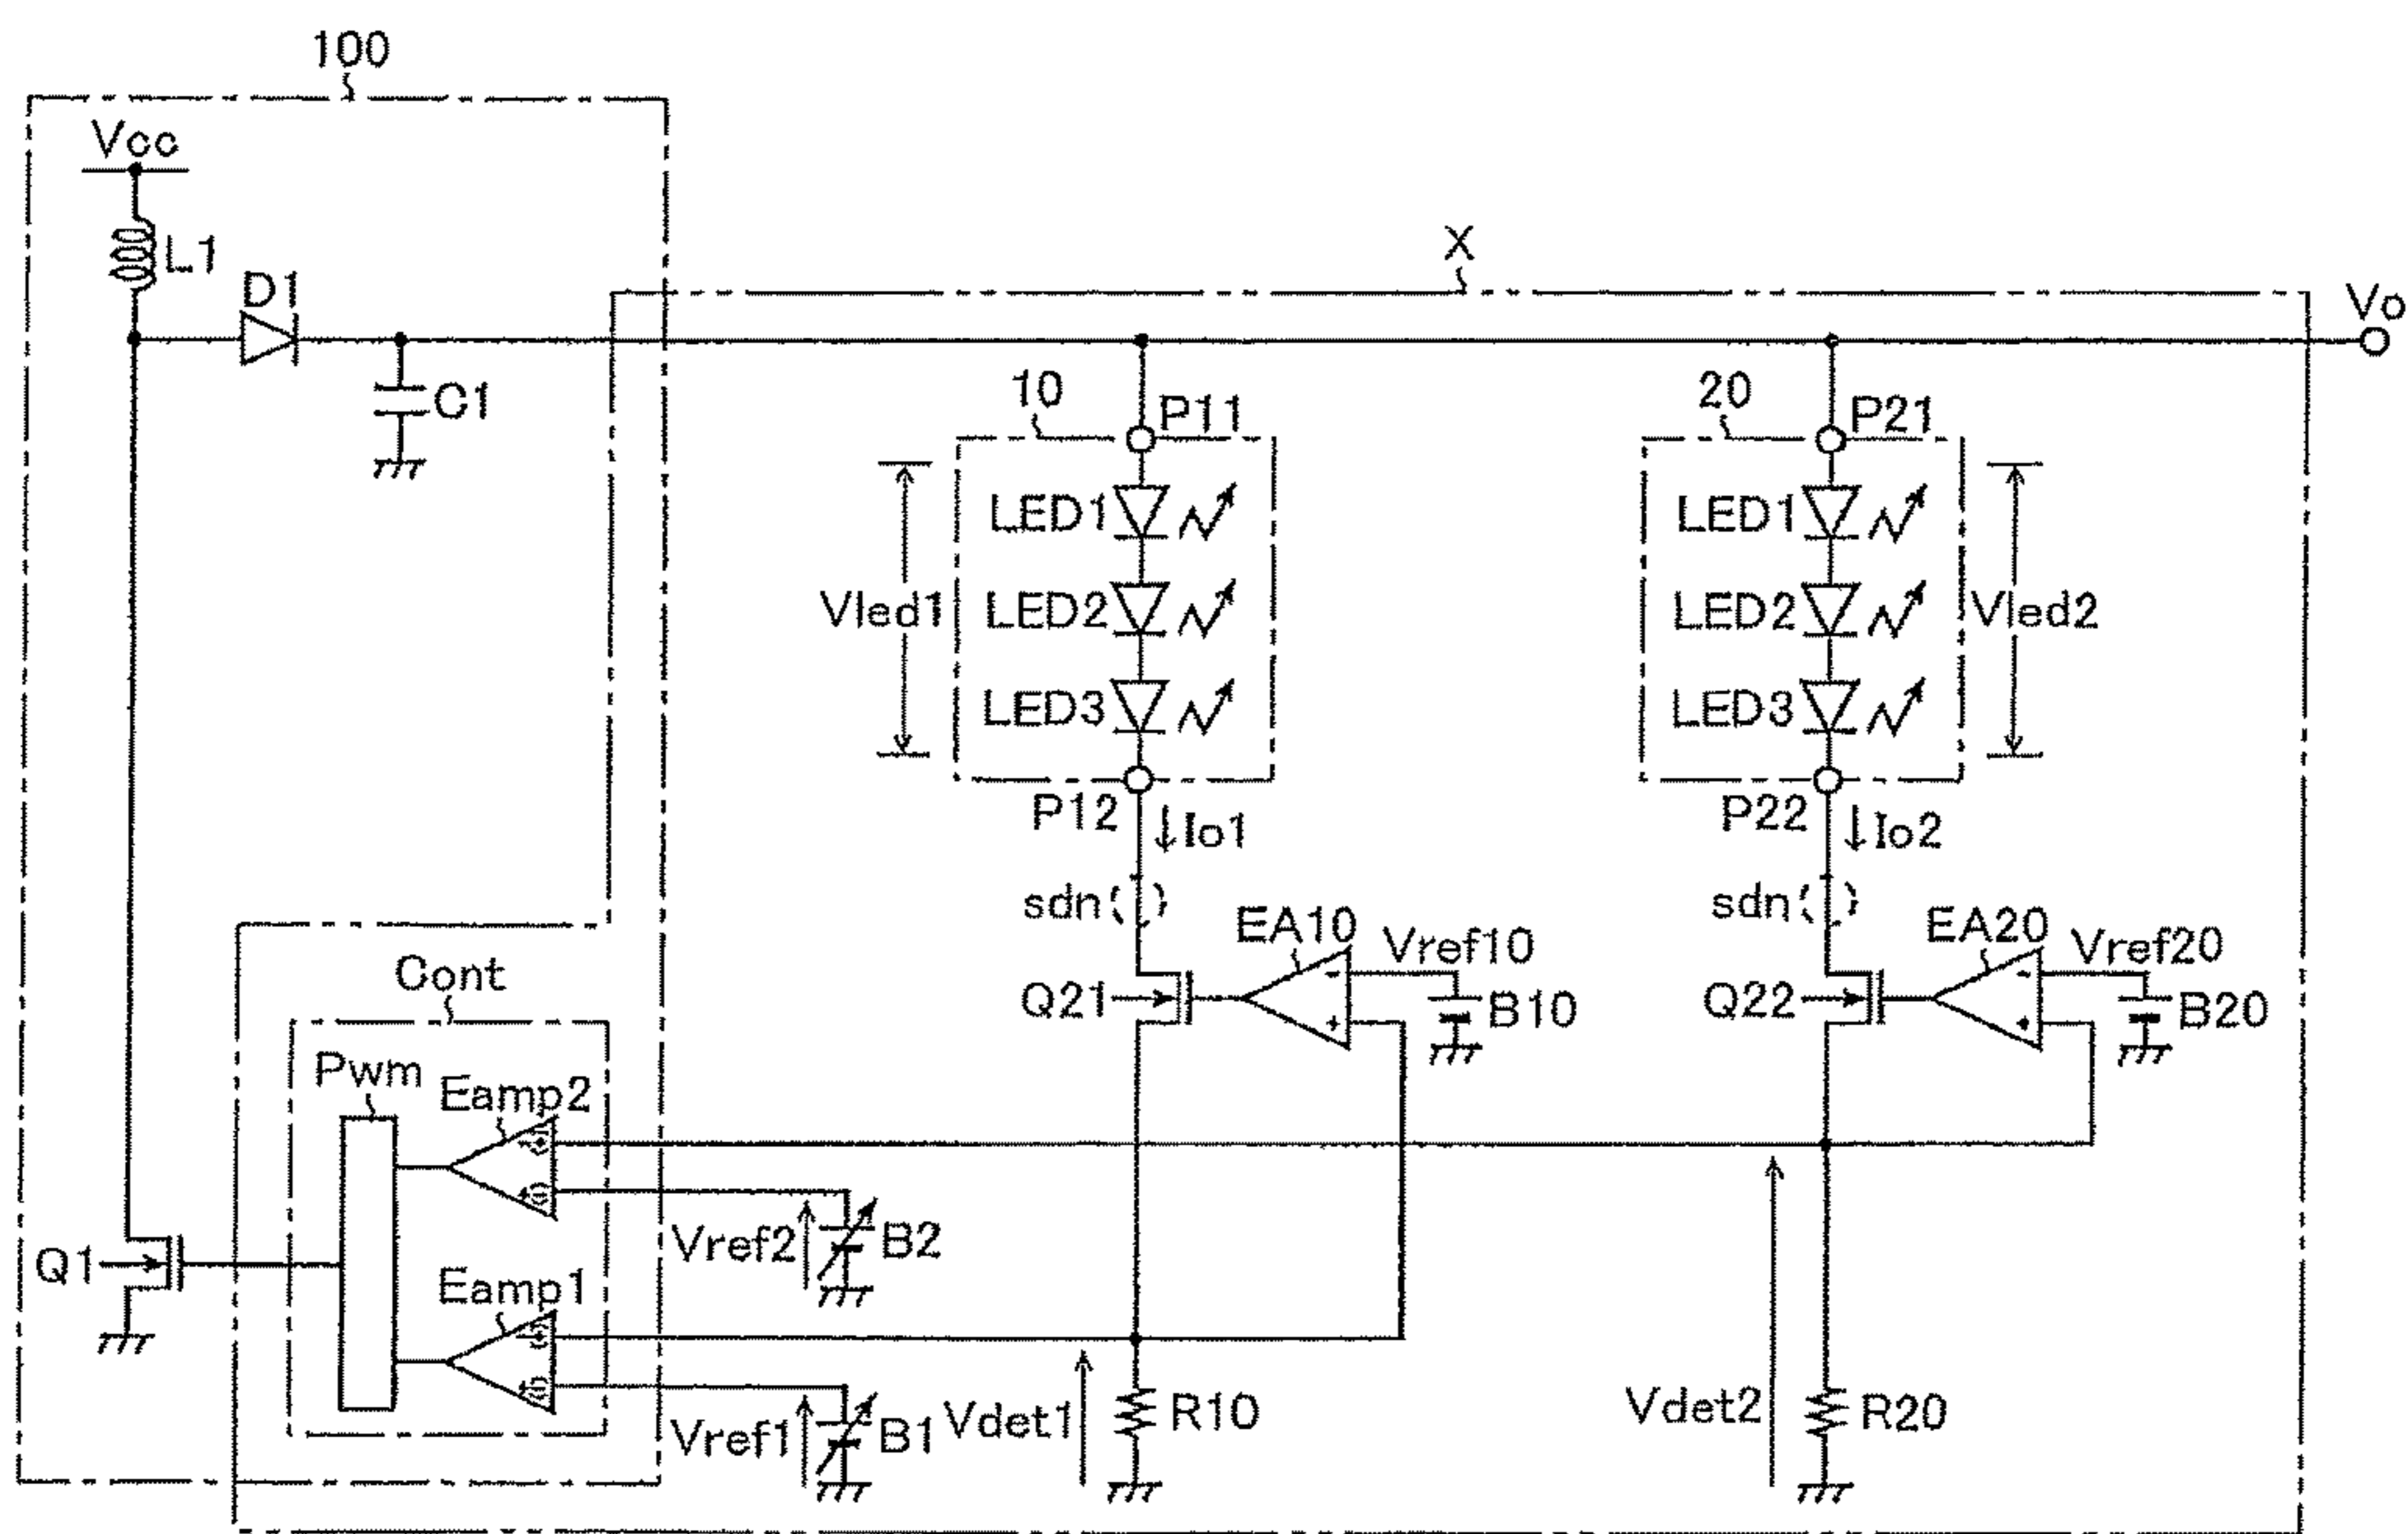 100
Vcc
L1
D1
C1
X
Vo
10
P11
20
P21
LED1
LED2
LED3
Vled1
LED1
LED2
LED3
Vled2
P12
Io1
P22
Io2
sdn
sdn
EA10
Vref10
EA20
Vref20
Q21
- +
B10
Q22
- +
B20
Cont
Pwm
Eamp2
Vref2
B2
Q1
Eamp1
Vref1
B1
Vdet1
R10
Vdet2
R20